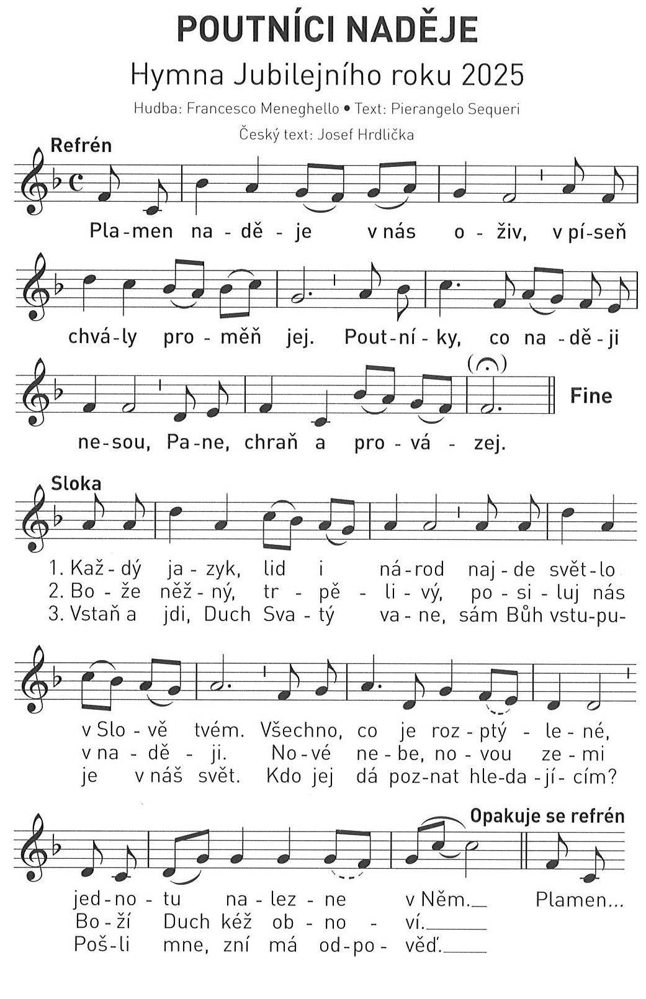 POUTNÍCI NADĚJE
Hymna Jubilejního roku 2025
Hudba: Francesco Meneghello • Text: Pierangelo Sequeri
Český text: Josef Hrdlička
Refrén
Pla-men na - dě - je v nás o - živ, v pí-seň
chvá-ly pro - měň jej. Pout-ní - ky, co na - dě - ji
Fine
ne-sou, Pa-ne, chraň a pro - vá - zej.
Sloka
1. Kaž - dý ja - zyk, lid i ná - rod naj - de svět-lo
2. Bo - že něž - ný, tr - pě - li - vý, po - si - luj nás
3. Vstaň a jdi, Duch Sva - tý va - ne, sám Bůh vstu-pu-
v Slo - vě tvém. Všechno, co je roz - ptý - le - né,
v na - dě - ji. No - vé ne - be, no - vou ze - mi
je v náš svět. Kdo jej dá poz-nat hle-da - jí - cím?
Opakuje se refrén
jed-no - tu na - lez - ne v Něm.__ Plamen...
Bo - ží Duch kéž ob - no - ví.______
Poš-li mne, zní má od-po - věď.____